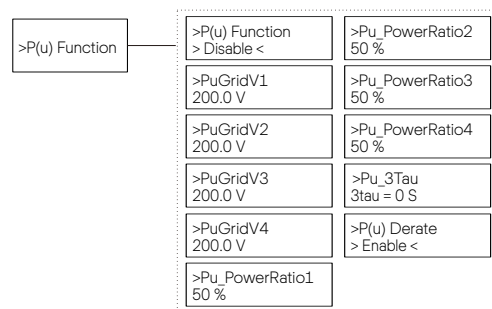 >P(u) Function
>P(u) Function
> Disable <
>PuGridV1
200.0 V
>PuGridV2
200.0 V
>PuGridV3
200.0 V
>PuGridV4
200.0 V
>Pu_PowerRatio1
50 %
>Pu_PowerRatio2
50 %
>Pu_PowerRatio3
50 %
>Pu_PowerRatio4
50 %
>Pu_3Tau
3tau = 0 S
>P(u) Derate
> Enable <